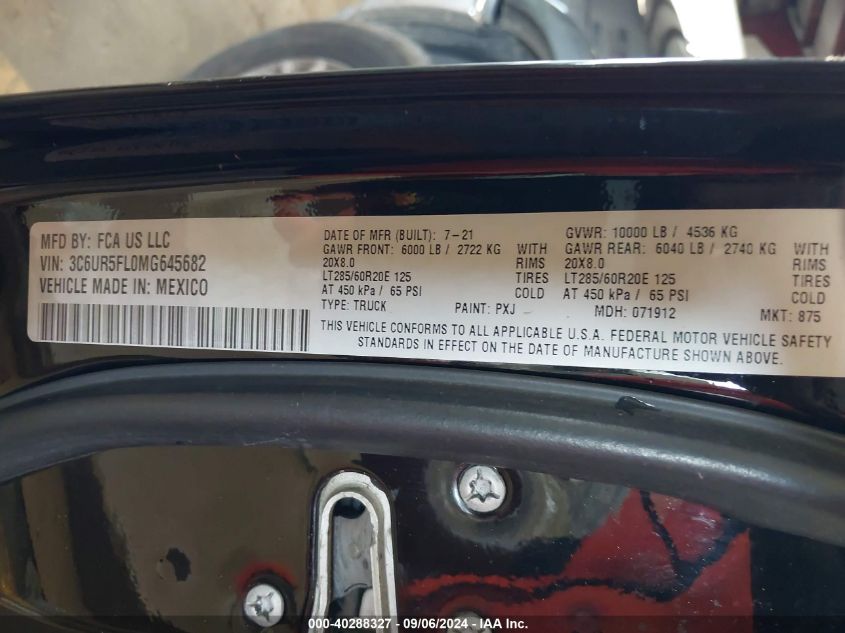 MFD BY: FCA US LLC
VIN: 3C6UR5FL0MG645682
VEHICLE MADE IN: MEXICO
DATE OF MFR (BUILT): 7-21
GAWR FRONT: 6000 LB / 2722 KG WITH
20X8.0 RIMS
LT285/60R20E 125 TIRES
AT 450 kPa / 65 PSI COLD
TYPE: TRUCK PAINT: PXJ
GVWR: 10000 LB / 4536 KG
GAWR REAR: 6040 LB / 2740 KG WITH
20X8.0 RIMS
LT285/60R20E 125 TIRES
AT 450 kPa / 65 PSI COLD
MDH: 071912 MKT: 875
THIS VEHICLE CONFORMS TO ALL APPLICABLE U.S.A. FEDERAL MOTOR VEHICLE SAFETY
STANDARDS IN EFFECT ON THE DATE OF MANUFACTURE SHOWN ABOVE.
000-40288327 - 09/06/2024 - IAA Inc.